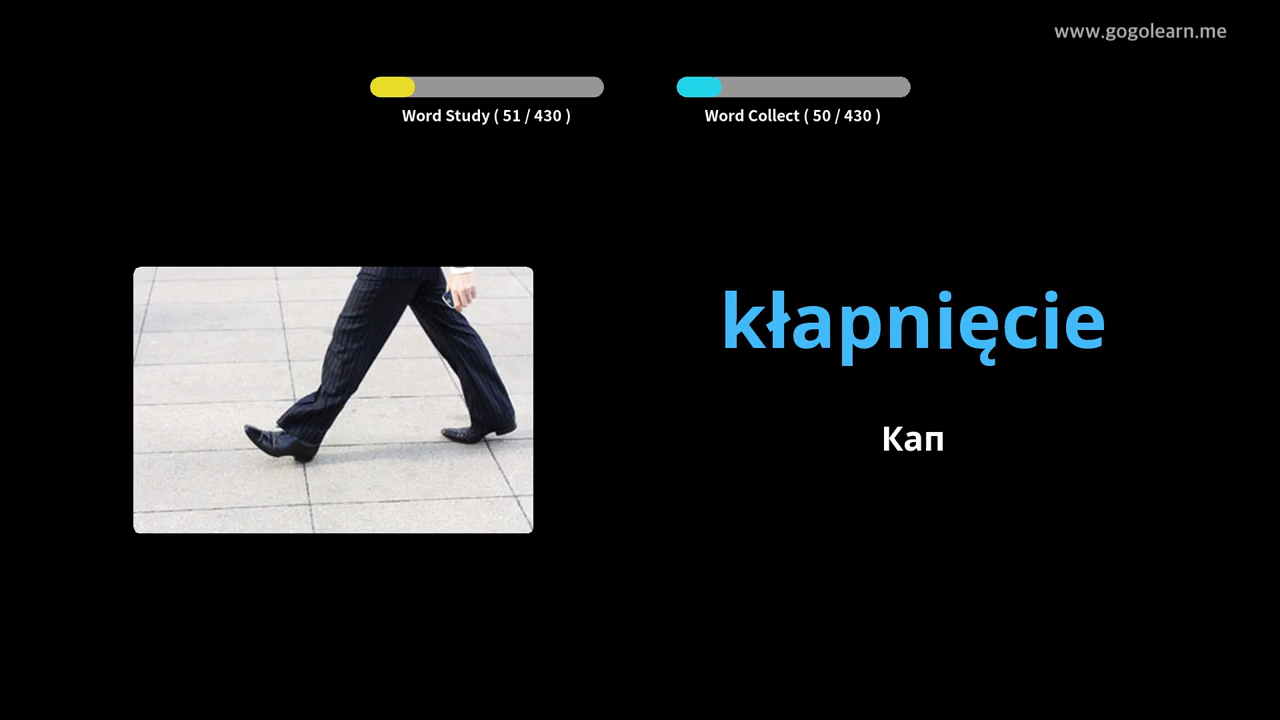 www.gogolearn.me
Word Study ( 51 / 430 )
Word Collect ( 50 / 430 )
kłapnięcie
Кап